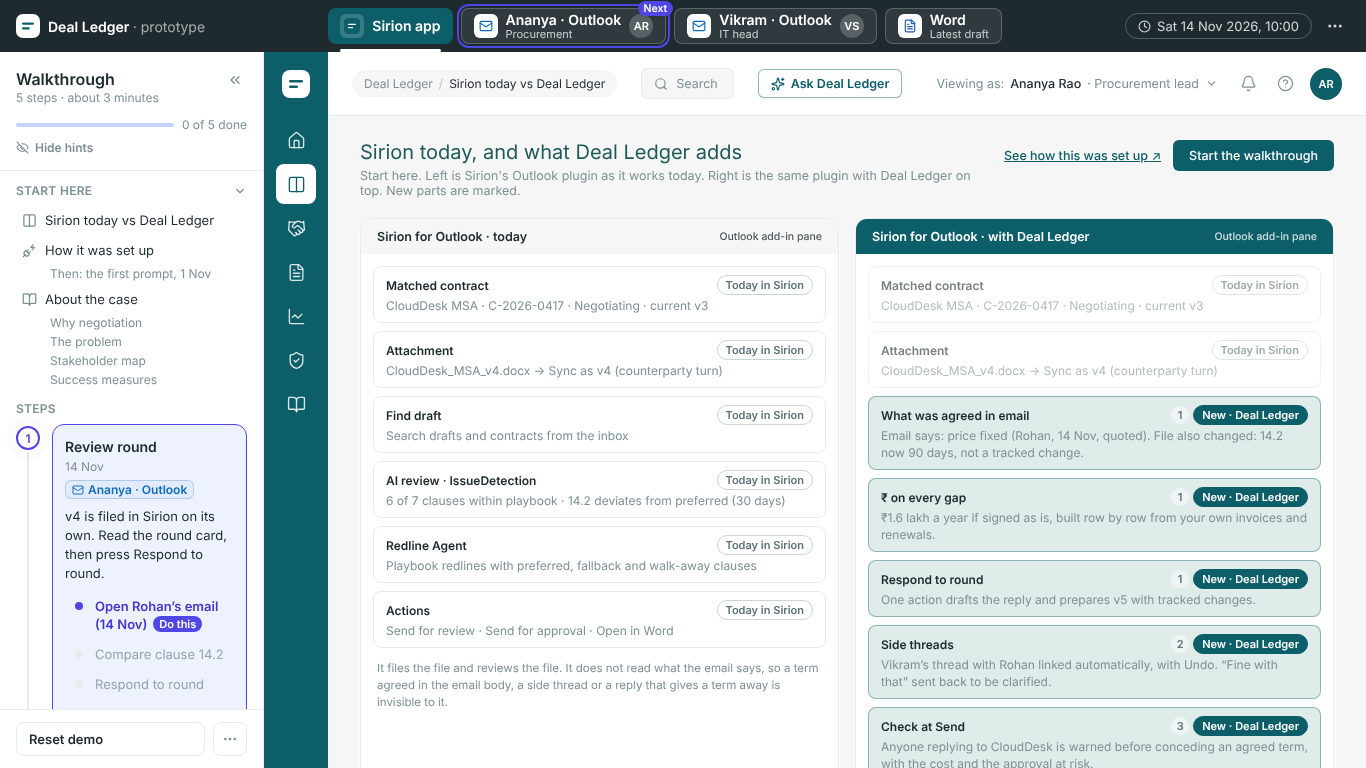 Deal Ledger · prototype
Sirion app
Ananya · Outlook
Procurement
AR
Next
Vikram · Outlook
IT head
VS
Word
Latest draft
Sat 14 Nov 2026, 10:00
Walkthrough
5 steps · about 3 minutes
0 of 5 done
Hide hints
START HERE
Sirion today vs Deal Ledger
How it was set up
Then: the first prompt, 1 Nov
About the case
Why negotiation
The problem
Stakeholder map
Success measures
STEPS
1
Review round
14 Nov
Ananya · Outlook
v4 is filed in Sirion on its
own. Read the round card,
then press Respond to
round.
Open Rohan's email
(14 Nov) Do this
Compare clause 14.2
Respond to round
Reset demo
Deal Ledger / Sirion today vs Deal Ledger
Search
Ask Deal Ledger
Viewing as: Ananya Rao · Procurement lead
AR
Sirion today, and what Deal Ledger adds
Start here. Left is Sirion's Outlook plugin as it works today. Right is the same plugin with Deal Ledger on
top. New parts are marked.
See how this was set up ↗
Start the walkthrough
Sirion for Outlook · today
Outlook add-in pane
Matched contract
Today in Sirion
CloudDesk MSA · C-2026-0417 · Negotiating · current v3
Attachment
Today in Sirion
CloudDesk_MSA_v4.docx → Sync as v4 (counterparty turn)
Find draft
Today in Sirion
Search drafts and contracts from the inbox
AI review · IssueDetection
Today in Sirion
6 of 7 clauses within playbook · 14.2 deviates from preferred (30 days)
Redline Agent
Today in Sirion
Playbook redlines with preferred, fallback and walk-away clauses
Actions
Today in Sirion
Send for review · Send for approval · Open in Word
It files the file and reviews the file. It does not read what the email says, so a term
agreed in the email body, a side thread or a reply that gives a term away is
invisible to it.
Sirion for Outlook · with Deal Ledger
Outlook add-in pane
Matched contract
Today in Sirion
CloudDesk MSA · C-2026-0417 · Negotiating · current v3
Attachment
Today in Sirion
CloudDesk_MSA_v4.docx → Sync as v4 (counterparty turn)
What was agreed in email
1 New · Deal Ledger
Email says: price fixed (Rohan, 14 Nov, quoted). File also changed: 14.2
now 90 days, not a tracked change.
₹ on every gap
1 New · Deal Ledger
₹1.6 lakh a year if signed as is, built row by row from your own invoices and
renewals.
Respond to round
1 New · Deal Ledger
One action drafts the reply and prepares v5 with tracked changes.
Side threads
2 New · Deal Ledger
Vikram's thread with Rohan linked automatically, with Undo. "Fine with
that" sent back to be clarified.
Check at Send
3 New · Deal Ledger
Anyone replying to CloudDesk is warned before conceding an agreed term,
with the cost and the approval at risk.